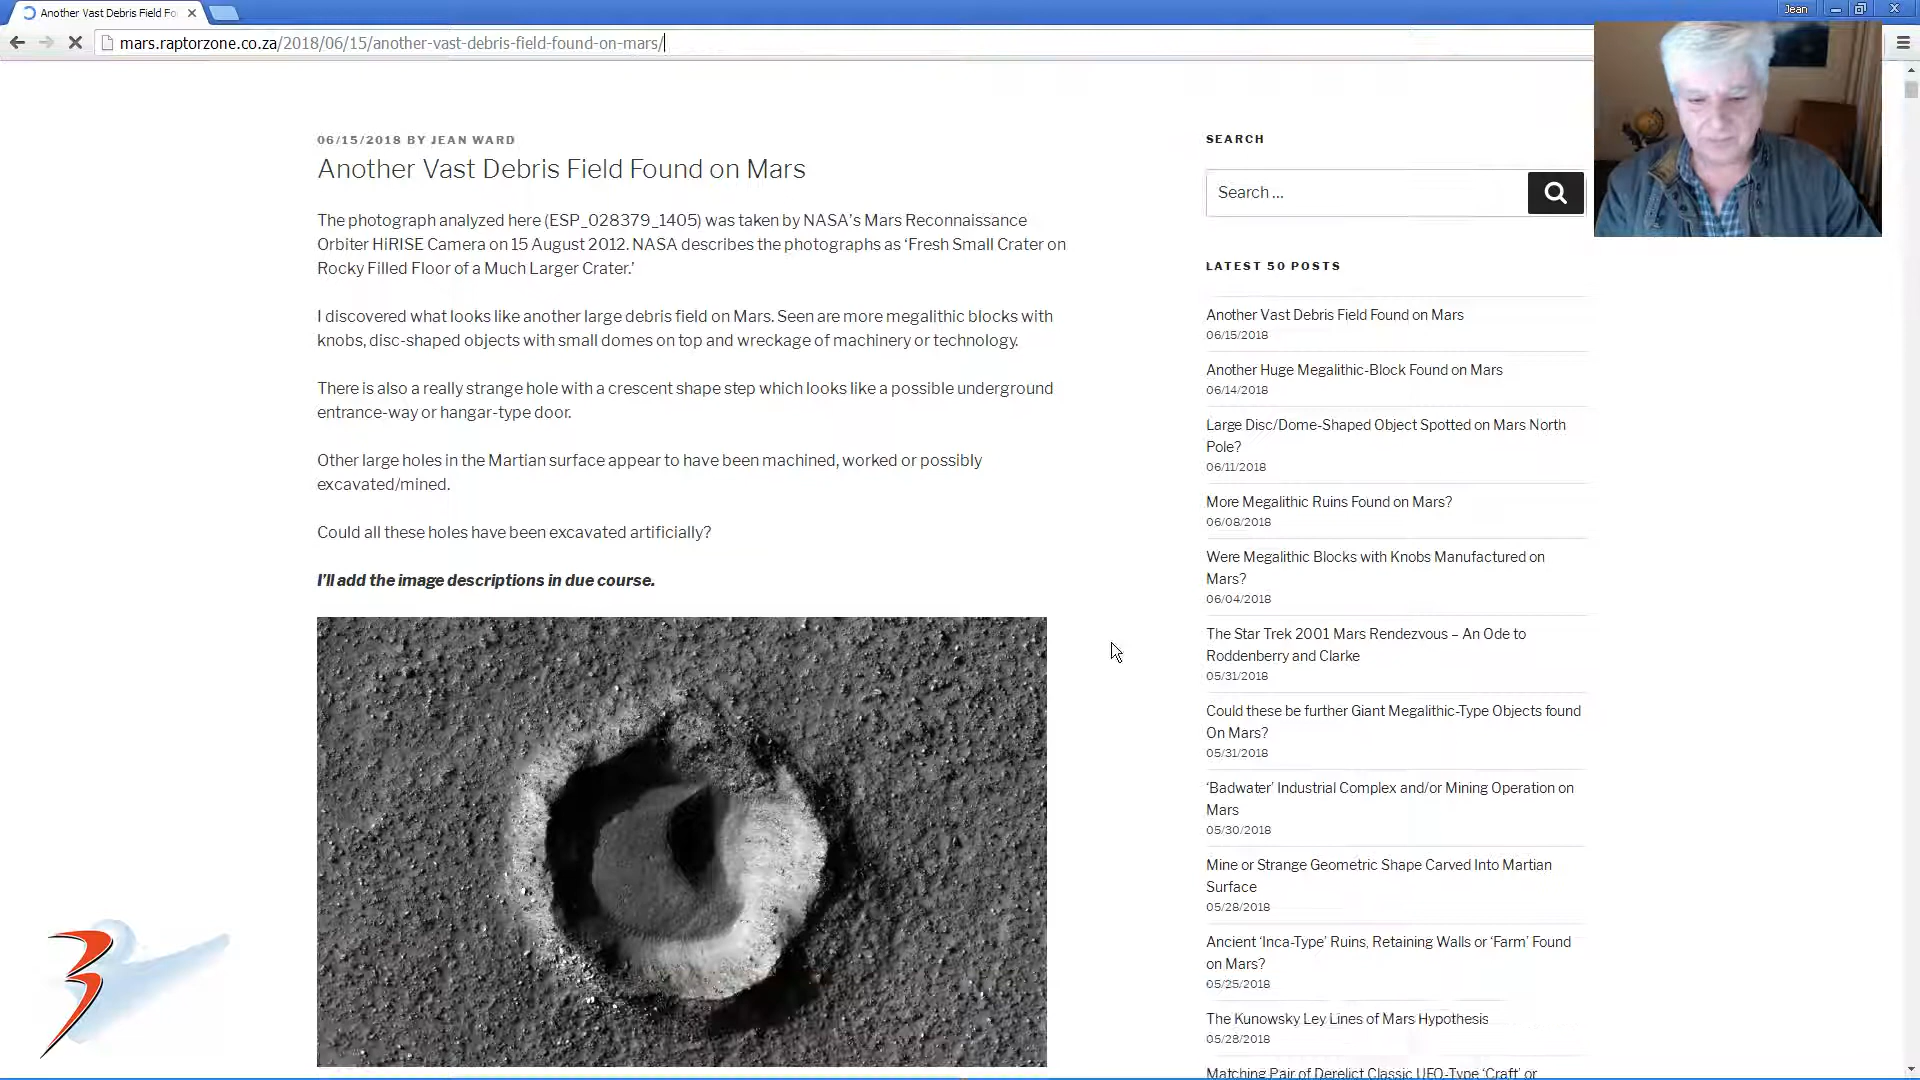 Another Vast Debris Field Fo
Jean
mars.raptorzone.co.za/2018/06/15/another-vast-debris-field-found-on-mars/
06/15/2018 BY JEAN WARD
Another Vast Debris Field Found on Mars
The photograph analyzed here (ESP_028379_1405) was taken by NASA’s Mars Reconnaissance
Orbiter HiRISE Camera on 15 August 2012. NASA describes the photographs as ‘Fresh Small Crater on
Rocky Filled Floor of a Much Larger Crater.’
I discovered what looks like another large debris field on Mars. Seen are more megalithic blocks with
knobs, disc-shaped objects with small domes on top and wreckage of machinery or technology.
There is also a really strange hole with a crescent shape step which looks like a possible underground
entrance-way or hangar-type door.
Other large holes in the Martian surface appear to have been machined, worked or possibly
excavated/mined.
Could all these holes have been excavated artificially?
I’ll add the image descriptions in due course.
SEARCH
Search ...
LATEST 50 POSTS
Another Vast Debris Field Found on Mars
06/15/2018
Another Huge Megalithic-Block Found on Mars
06/14/2018
Large Disc/Dome-Shaped Object Spotted on Mars North
Pole?
06/11/2018
More Megalithic Ruins Found on Mars?
06/08/2018
Were Megalithic Blocks with Knobs Manufactured on
Mars?
06/04/2018
The Star Trek 2001 Mars Rendezvous – An Ode to
Roddenberry and Clarke
05/31/2018
Could these be further Giant Megalithic-Type Objects found
On Mars?
05/31/2018
‘Badwater’ Industrial Complex and/or Mining Operation on
Mars
05/30/2018
Mine or Strange Geometric Shape Carved Into Martian
Surface
05/28/2018
Ancient ‘Inca-Type’ Ruins, Retaining Walls or ‘Farm’ Found
on Mars?
05/25/2018
The Kunowsky Ley Lines of Mars Hypothesis
05/28/2018
Matching Pair of Derelict Classic UFO-Type ‘Craft’ or